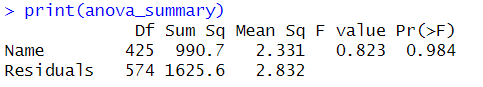 > print(anova_summary)
Df Sum Sq Mean Sq F value Pr(>F)
Name 425 990.7 2.331 0.823 0.984
Residuals 574 1625.6 2.832